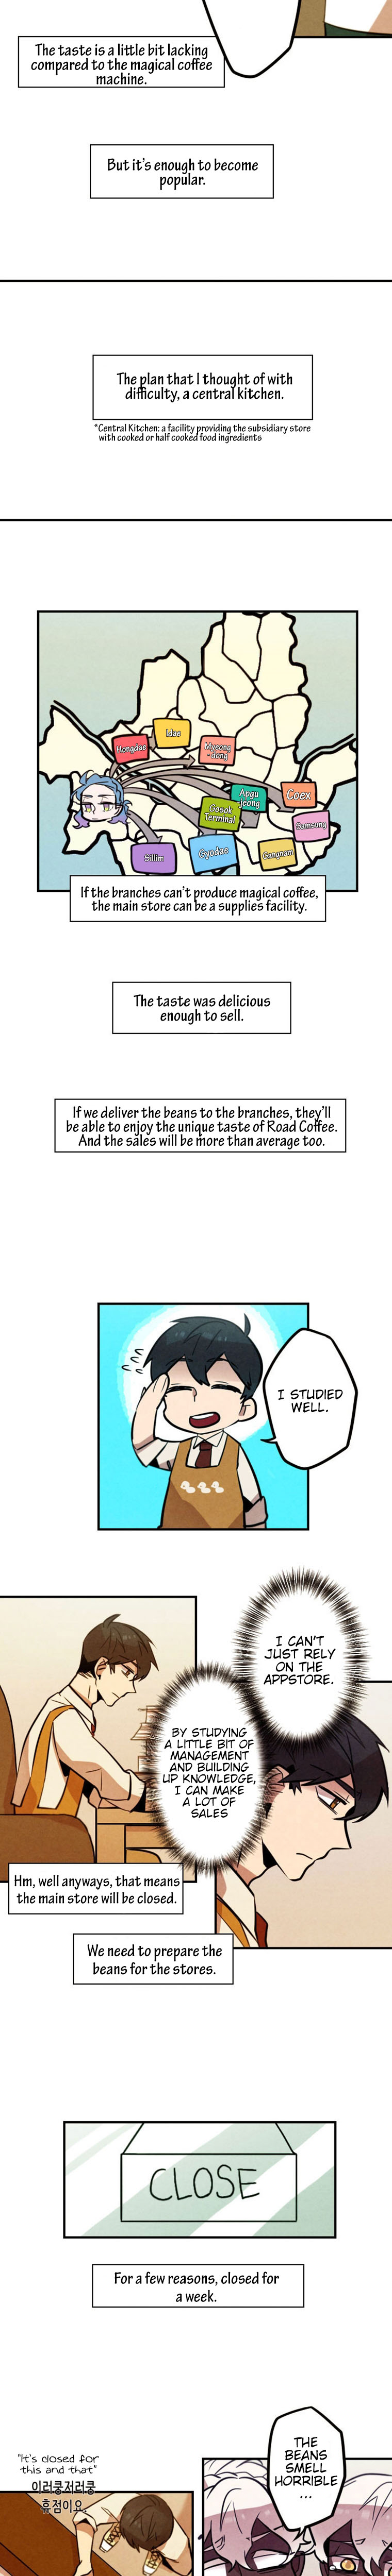 The taste is a little bit lacking
compared to the magical coffee
machine.
But it's enough to become
popular.
The plan that I thought of with
difficulty, a central kitchen.
*Central Kitchen: a facility providing the subsidiary store
with cooked or half cooked food ingredients
Hongdae
Idae
Myeong
-dong
Apgu
jeong
Coex
Gosok
Terminal
Samsung
Sillim
Gyodae
Gangnam
If the branches can't produce magical coffee,
the main store can be a supplies facility.
The taste was delicious
enough to sell.
If we deliver the beans to the branches, they'll
be able to enjoy the unique taste of Road Coffee.
And the sales will be more than average too.
I STUDIED
WELL.
I CAN'T
JUST RELY
ON THE
APPSTORE.
BY STUDYING
A LITTLE BIT OF
MANAGEMENT
AND BUILDING
UP KNOWLEDGE,
I CAN MAKE
A LOT OF
SALES
Hm, well anyways, that means
the main store will be closed.
We need to prepare the
beans for the stores.
CLOSE
For a few reasons, closed for
a week.
"It's closed for
this and that"
이러쿵저러쿵
휴점이요.
THE
BEANS
SMELL
HORRIBLE
...